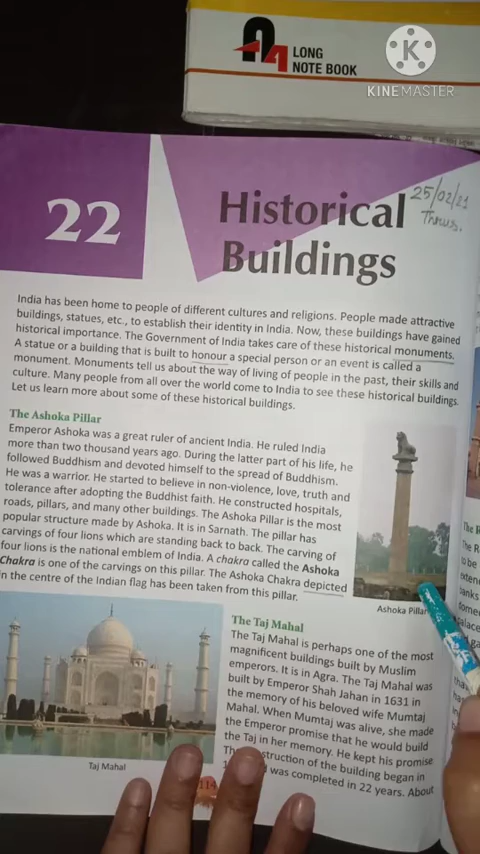 A4 LONG
NOTE BOOK
K
KINEMASTER
22
Historical
Buildings
25/02/21
Thurs.
India has been home to people of different cultures and religions. People made attractive
buildings, statues, etc., to establish their identity in India. Now, these buildings have gained
historical importance. The Government of India takes care of these historical monuments.
A statue or a building that is built to honour a special person or an event is called a
monument. Monuments tell us about the way of living of people in the past, their skills and
culture. Many people from all over the world come to India to see these historical buildings.
Let us learn more about some of these historical buildings.
The Ashoka Pillar
Emperor Ashoka was a great ruler of ancient India. He ruled India
more than two thousand years ago. During the latter part of his life, he
followed Buddhism and devoted himself to the spread of Buddhism.
He was a warrior. He started to believe in non-violence, love, truth and
tolerance after adopting the Buddhist faith. He constructed hospitals,
roads, pillars, and many other buildings. The Ashoka Pillar is the most
popular structure made by Ashoka. It is in Sarnath. The pillar has
carvings of four lions which are standing back to back. The carving of
four lions is the national emblem of India. A chakra called the Ashoka
Chakra is one of the carvings on this pillar. The Ashoka Chakra depicted
in the centre of the Indian flag has been taken from this pillar.
Ashoka Pillar
The Taj Mahal
The Taj Mahal is perhaps one of the most
magnificent buildings built by Muslim
emperors. It is in Agra. The Taj Mahal was
built by Emperor Shah Jahan in 1631 in
the memory of his beloved wife Mumtaj
Mahal. When Mumtaj was alive, she made
the Emperor promise that he would build
the Taj in her memory. He kept his promise
struction of the building began in
was completed in 22 years. About
Taj Mahal
114